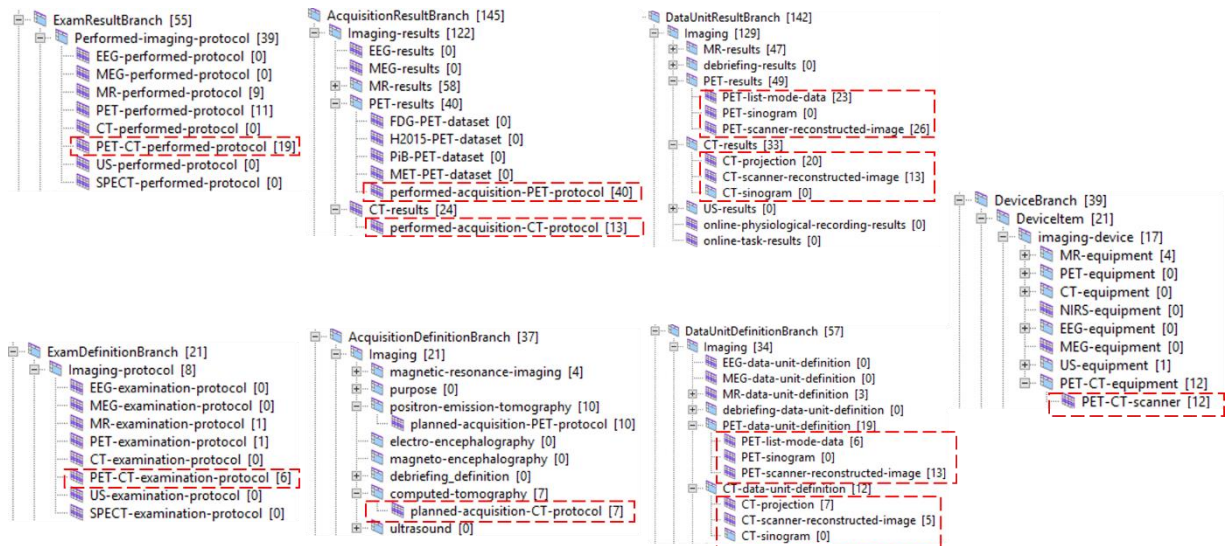 ExamResultBranch [55]
Performed-imaging-protocol [39]
EEG-performed-protocol [0]
MEG-performed-protocol [0]
MR-performed-protocol [9]
PET-performed-protocol [11]
CT-performed-protocol [0]
PET-CT-performed-protocol [19]
US-performed-protocol [0]
SPECT-performed-protocol [0]
AcquisitionResultBranch [145]
Imaging-results [122]
EEG-results [0]
MEG-results [0]
MR-results [58]
PET-results [40]
FDG-PET-dataset [0]
H2015-PET-dataset [0]
PiB-PET-dataset [0]
MET-PET-dataset [0]
performed-acquisition-PET-protocol [40]
CT-results [24]
performed-acquisition-CT-protocol [13]
DataUnitResultBranch [142]
Imaging [129]
MR-results [47]
debriefing-results [0]
PET-results [49]
PET-list-mode-data [23]
PET-sinogram [0]
PET-scanner-reconstructed-image [26]
CT-results [33]
CT-projection [20]
CT-scanner-reconstructed-image [13]
CT-sinogram [0]
US-results [0]
online-physiological-recording-results [0]
online-task-results [0]
DeviceBranch [39]
DeviceItem [21]
imaging-device [17]
MR-equipment [4]
PET-equipment [0]
CT-equipment [0]
NIRS-equipment [0]
EEG-equipment [0]
MEG-equipment [0]
US-equipment [1]
PET-CT-equipment [12]
PET-CT-scanner [12]
ExamDefinitionBranch [21]
Imaging-protocol [8]
EEG-examination-protocol [0]
MEG-examination-protocol [0]
MR-examination-protocol [1]
PET-examination-protocol [1]
CT-examination-protocol [0]
PET-CT-examination-protocol [6]
US-examination-protocol [0]
SPECT-examination-protocol [0]
AcquisitionDefinitionBranch [37]
Imaging [21]
magnetic-resonance-imaging [4]
purpose [0]
positron-emission-tomography [10]
planned-acquisition-PET-protocol [10]
electro-encephalography [0]
magneto-encephalography [0]
debriefing_definition [0]
computed-tomography [7]
planned-acquisition-CT-protocol [7]
ultrasound [0]
DataUnitDefinitionBranch [57]
Imaging [34]
EEG-data-unit-definition [0]
MEG-data-unit-definition [0]
MR-data-unit-definition [3]
debriefing-data-unit-definition [0]
PET-data-unit-definition [19]
PET-list-mode-data [6]
PET-sinogram [0]
PET-scanner-reconstructed-image [13]
CT-data-unit-definition [12]
CT-projection [7]
CT-scanner-reconstructed-image [5]
CT-sinogram [0]